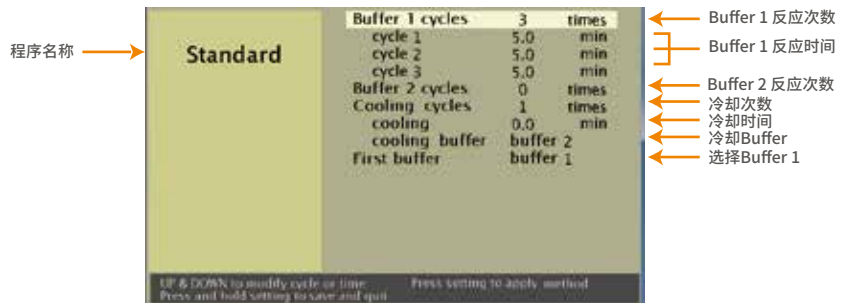 Buffer 1 cycles 3 times Buffer 1 反应次数
cycle 1 5.0 min
程序名称 Standard cycle 2 5.0 min Buffer 1 反应时间
cycle 3 5.0 min
Buffer 2 cycles 0 times Buffer 2 反应次数
Cooling cycles 1 times 冷却次数
cooling 0.0 min 冷却时间
cooling buffer buffer 2 冷却Buffer
First buffer buffer 1 选择Buffer 1
UP & DOWN to modify cycle or time Press setting to apply method
Press and hold setting to save and quit